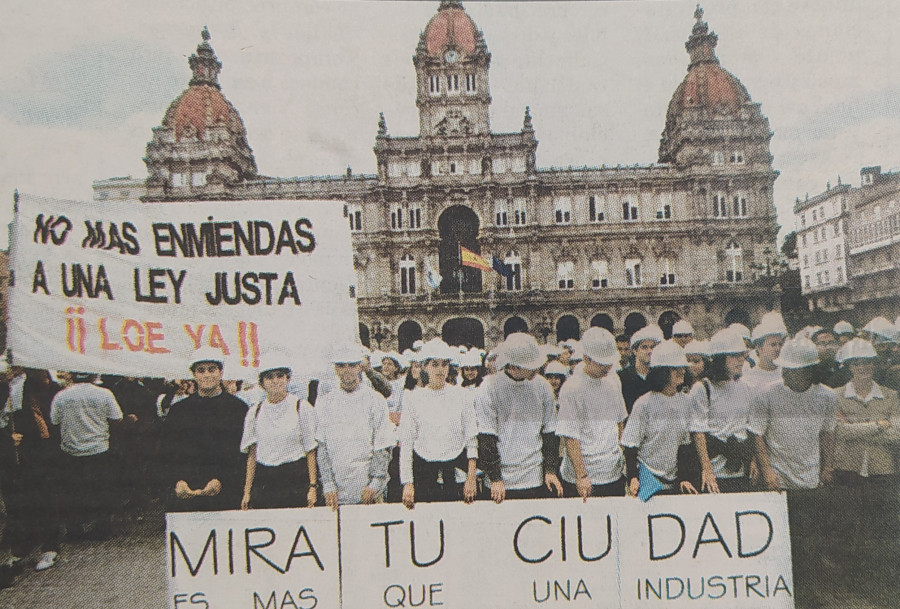 NO MAS ENMIENDAS
A UNA LEY JUSTA
¡¡ LOE YA !!
MIRA TU CIUDAD
ES MAS QUE UNA INDUSTRIA